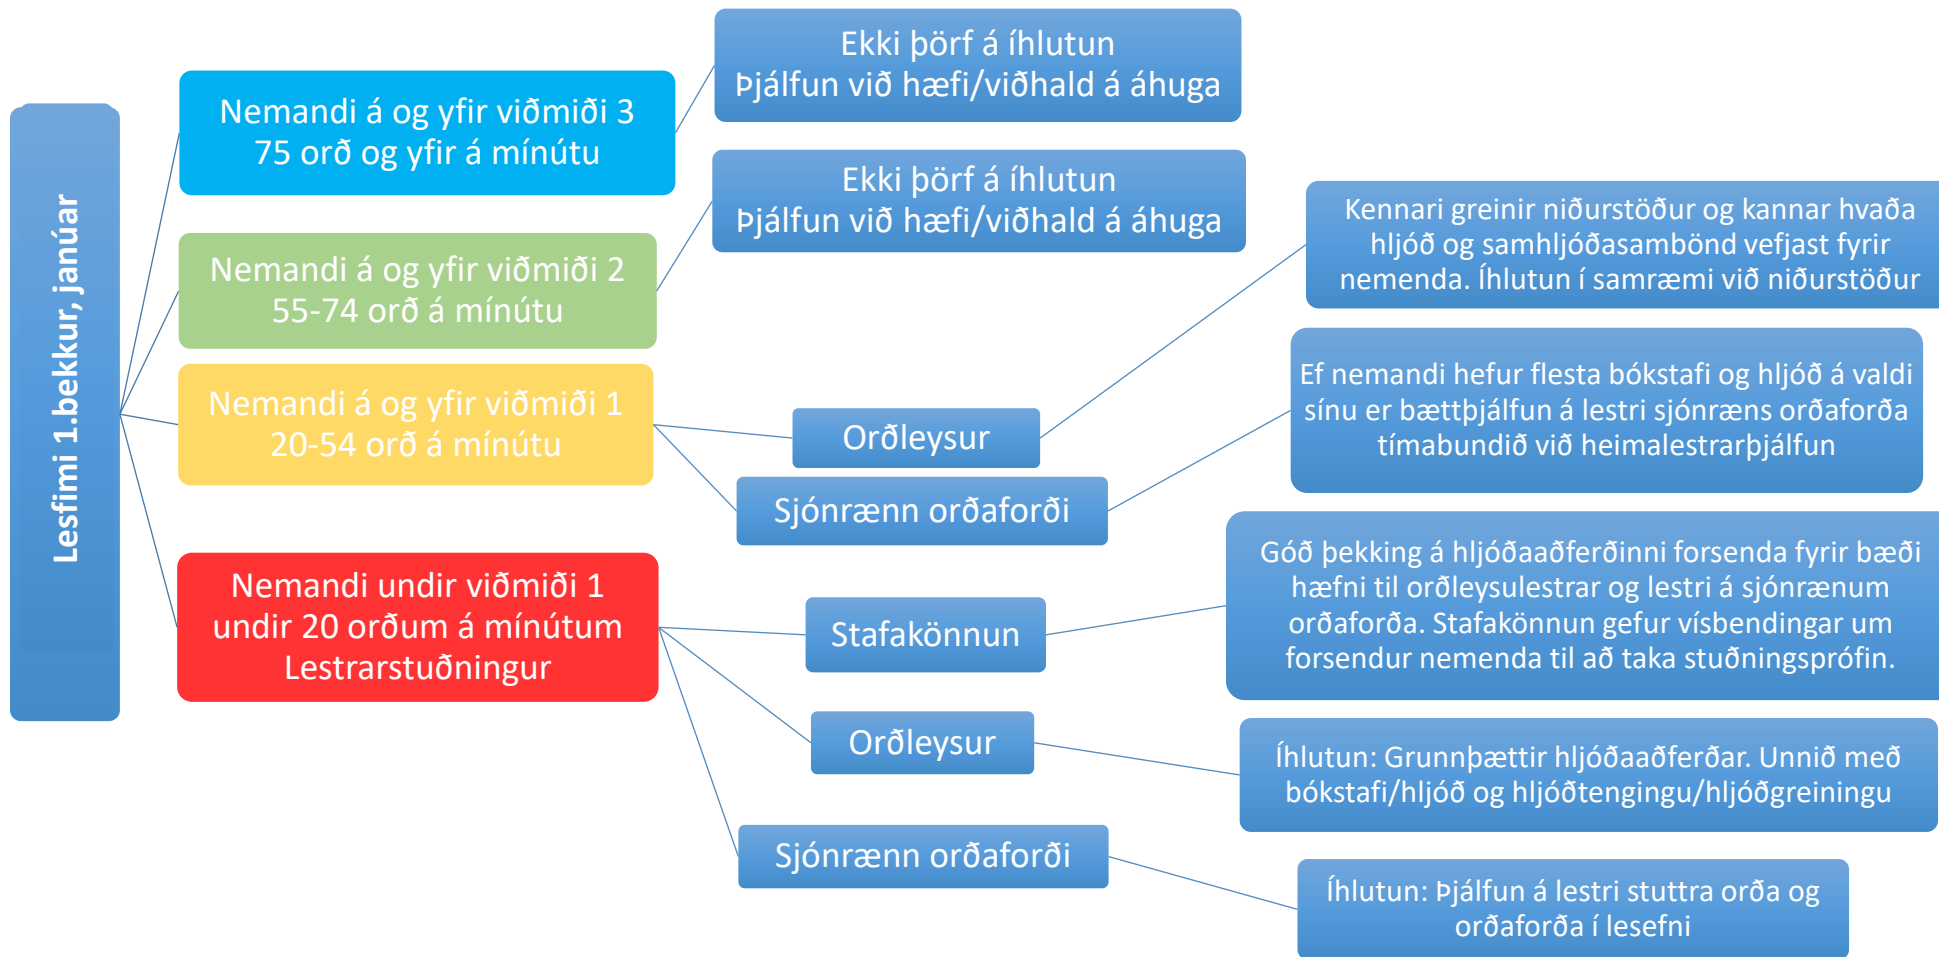 Lesfimi 1.bekkur, janúar
Nemandi á og yfir viðmiði 3
75 orð og yfir á mínútu
Ekki þörf á íhlutun
Þjálfun við hæfi/viðhald á áhuga
Nemandi á og yfir viðmiði 2
55-74 orð á mínútu
Ekki þörf á íhlutun
Þjálfun við hæfi/viðhald á áhuga
Nemandi á og yfir viðmiði 1
20-54 orð á mínútu
Orðleysur
Kennari greinir niðurstöður og kannar hvaða
hljóð og samhljóðasambönd vefjast fyrir
nemenda. Íhlutun í samræmi við niðurstöður
Sjónrænn orðaforði
Ef nemandi hefur flesta bókstafi og hljóð á valdi
sínu er bættþjálfun á lestri sjónræns orðaforða
tímabundið við heimalestrarþjálfun
Nemandi undir viðmiði 1
undir 20 orðum á mínútum
Lestrarstuðningur
Stafakönnun
Góð þekking á hljóðaaðferðinni forsenda fyrir bæði
hæfni til orðleysulestrar og lestri á sjónrænum
orðaforða. Stafakönnun gefur vísbendingar um
forsendur nemenda til að taka stuðningsprófin.
Orðleysur
Íhlutun: Grunnþættir hljóðaaðferðar. Unnið með
bókstafi/hljóð og hljóðtengingu/hljóðgreiningu
Sjónrænn orðaforði
Íhlutun: Þjálfun á lestri stuttra orða og
orðaforða í lesefni